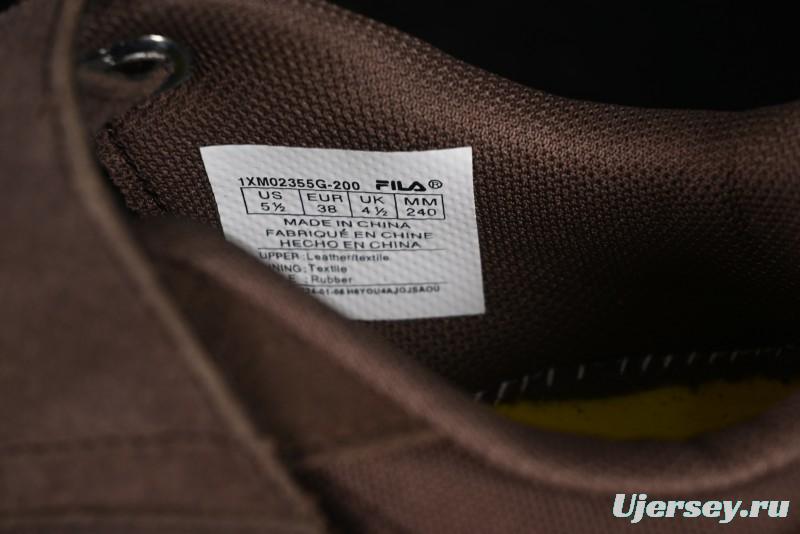 1XM02355G-200 FILA®
US EUR UK MM
5½ 38 4½ 240
MADE IN CHINA
FABRIQUÉ EN CHINE
HECHO EN CHINA
UPPER: Leather/textile
NING: Textile
E: Rubber
Ujersey.ru